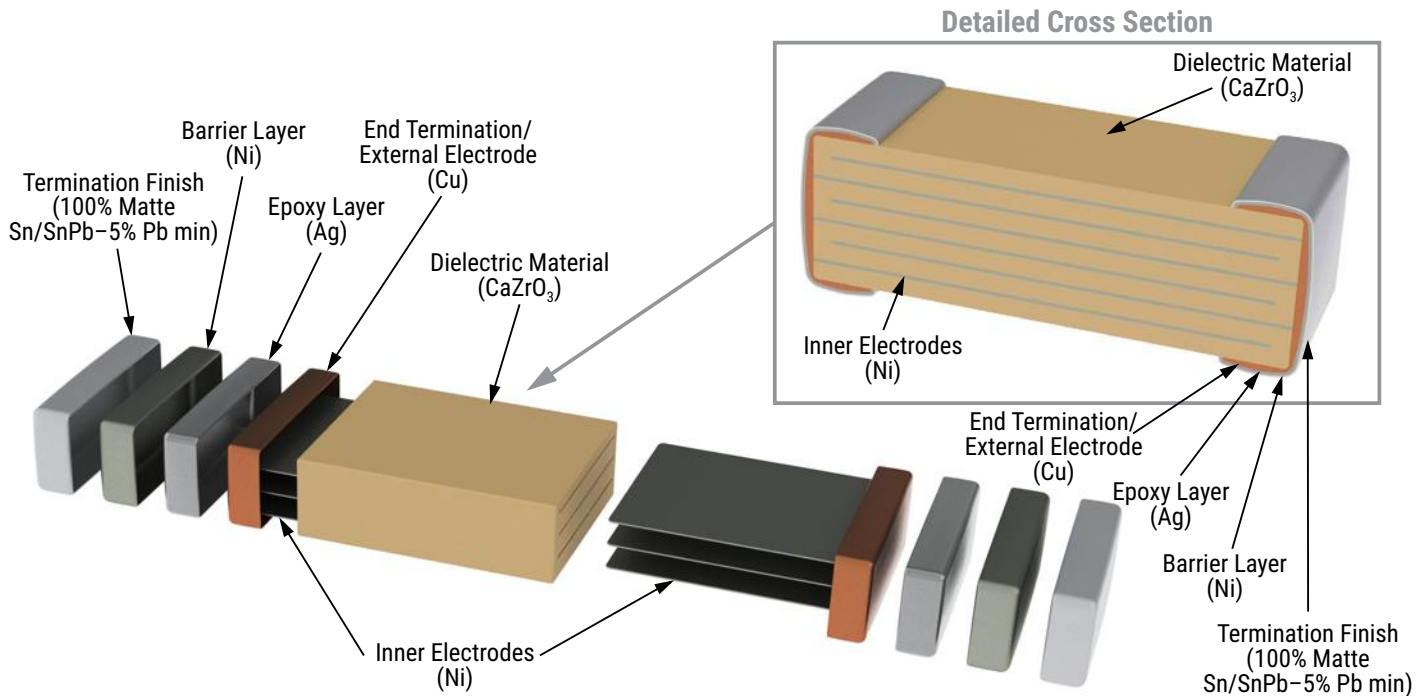 Detailed Cross Section
Dielectric Material
(CaZrO₃)
Barrier Layer
(Ni)
End Termination/
External Electrode
(Cu)
Termination Finish
(100% Matte
Sn/SnPb–5% Pb min)
Epoxy Layer
(Ag)
Dielectric Material
(CaZrO₃)
Inner Electrodes
(Ni)
End Termination/
External Electrode
(Cu)
Epoxy Layer
(Ag)
Barrier Layer
(Ni)
Termination Finish
(100% Matte
Sn/SnPb–5% Pb min)
Inner Electrodes
(Ni)